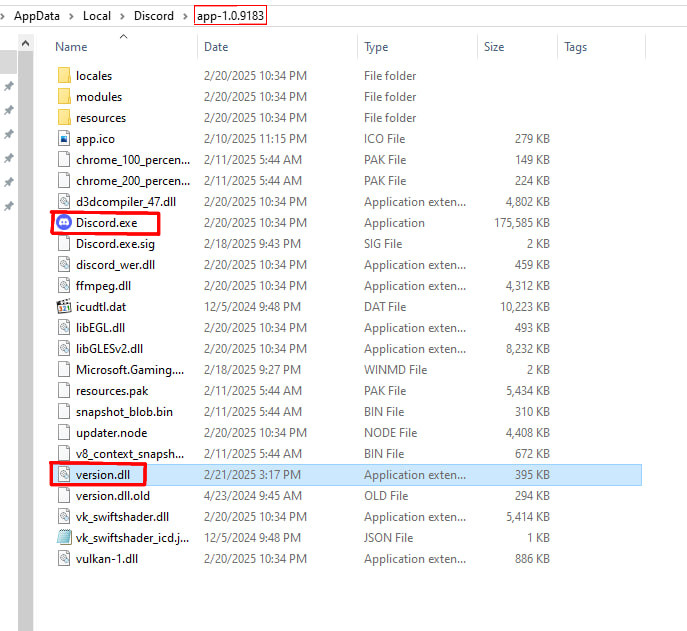 AppData > Local > Discord > app-1.0.9183
Name Date Type Size Tags
locales 2/20/2025 10:34 PM File folder
modules 2/20/2025 10:34 PM File folder
resources 2/20/2025 10:34 PM File folder
app.ico 2/10/2025 11:15 PM ICO File 279 KB
chrome_100_percen... 2/11/2025 5:44 AM PAK File 149 KB
chrome_200_percen... 2/11/2025 5:44 AM PAK File 224 KB
d3dcompiler_47.dll 2/20/2025 10:34 PM Application exten... 4,802 KB
Discord.exe 2/20/2025 10:34 PM Application 175,585 KB
Discord.exe.sig 2/18/2025 9:43 PM SIG File 2 KB
discord_wer.dll 2/20/2025 10:34 PM Application exten... 459 KB
ffmpeg.dll 2/20/2025 10:34 PM Application exten... 4,312 KB
icudtl.dat 12/5/2024 9:48 PM DAT File 10,223 KB
libEGL.dll 2/20/2025 10:34 PM Application exten... 493 KB
libGLESv2.dll 2/20/2025 10:34 PM Application exten... 8,232 KB
Microsoft.Gaming.... 2/18/2025 9:27 PM WINMD File 2 KB
resources.pak 2/11/2025 5:44 AM PAK File 5,434 KB
snapshot_blob.bin 2/11/2025 5:44 AM BIN File 310 KB
updater.node 2/20/2025 10:34 PM NODE File 4,408 KB
v8_context_snapsh... 2/11/2025 5:44 AM BIN File 672 KB
version.dll 2/21/2025 3:17 PM Application exten... 395 KB
version.dll.old 4/23/2024 9:45 AM OLD File 294 KB
vk_swiftshader.dll 2/20/2025 10:34 PM Application exten... 5,414 KB
vk_swiftshader_icd.j... 12/5/2024 9:48 PM JSON File 1 KB
vulkan-1.dll 2/20/2025 10:34 PM Application exten... 886 KB